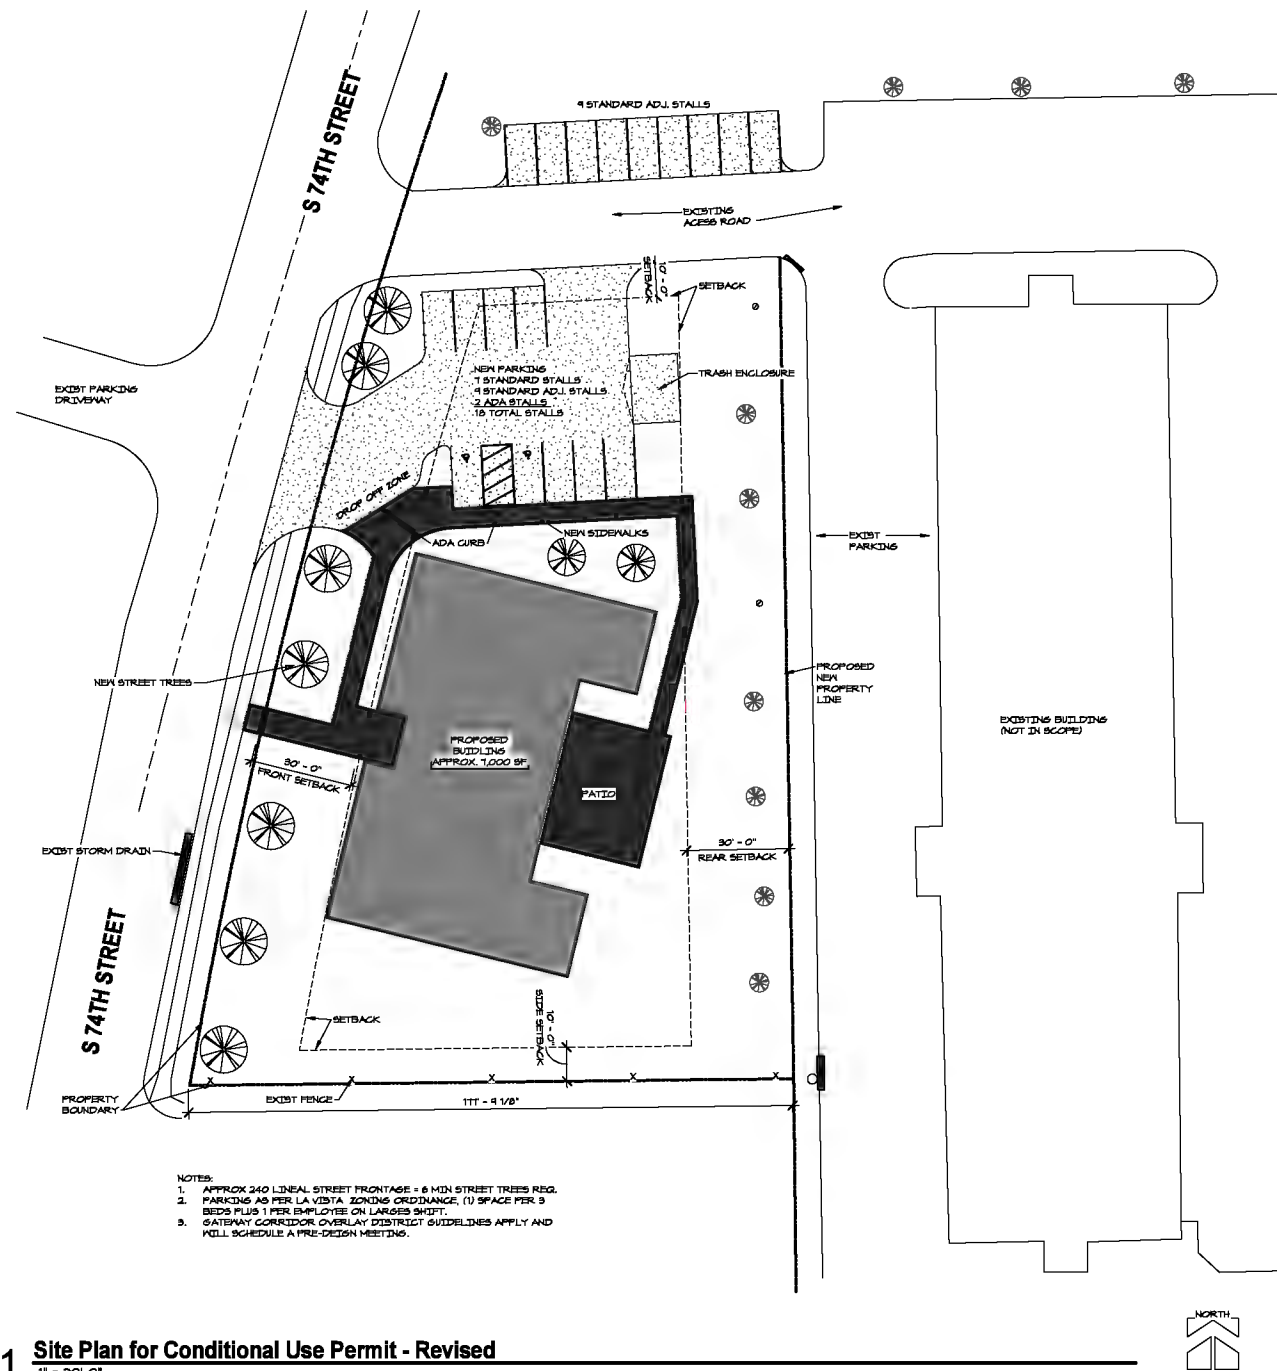 S 74TH STREET
9 STANDARD ADJ. STALLS
EXISTING
ACESS ROAD
10' - 0"
SETBACK
SETBACK
NEW PARKING
7 STANDARD STALLS
9 STANDARD ADJ. STALLS
2 ADA STALLS
18 TOTAL STALLS
TRASH ENCLOSURE
EXIST PARKING
DRIVEWAY
DROP OFF ZONE
ADA CURB
NEW SIDEWALKS
EXIST
PARKING
NEW STREET TREES
PROPOSED
NEW
PROPERTY
LINE
EXISTING BUILDING
(NOT IN SCOPE)
PROPOSED
BUIDLING
APPROX. 7,000 SF
30' - 0"
FRONT SETBACK
PATIO
EXIST STORM DRAIN
30' - 0"
REAR SETBACK
S 74TH STREET
SETBACK
10' - 0"
SIDE SETBACK
PROPERTY
BOUNDARY
EXIST FENCE
177' - 9 1/8"
NOTES:
1. APPROX 240 LINEAL STREET FRONTAGE = 6 MIN STREET TREES REQ.
2. PARKING AS PER LA VISTA ZONING ORDINANCE, (1) SPACE PER 3
BEDS PLUS 1 PER EMPLOYEE ON LARGES SHIFT.
3. GATEWAY CORRIDOR OVERLAY DISTRICT GUIDELINES APPLY AND
WILL SCHEDULE A PRE-DEIGN MEETING.
NORTH
1 Site Plan for Conditional Use Permit - Revised